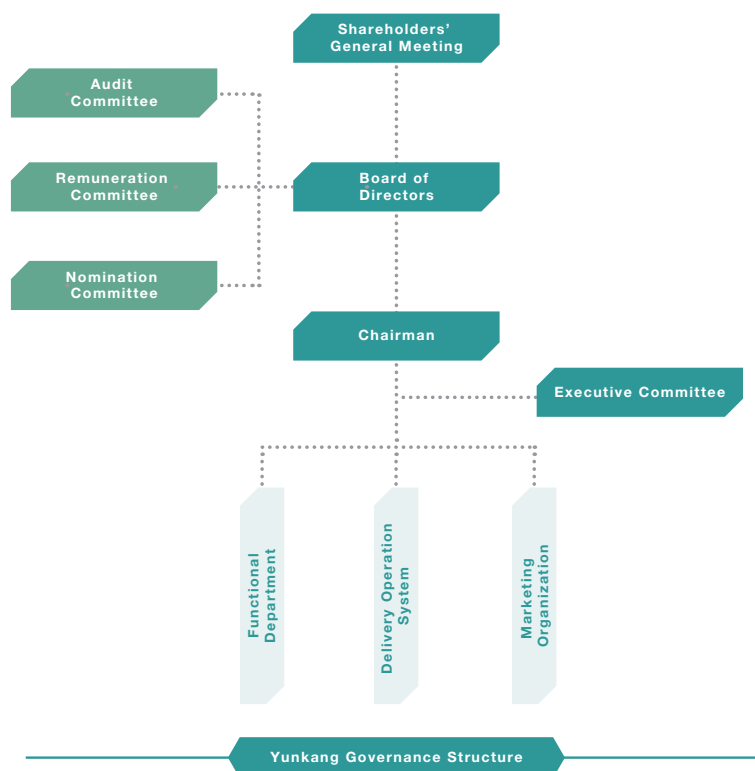 Shareholders'
General Meeting
Audit
Committee
Remuneration
Committee
Board of
Directors
Nomination
Committee
Chairman
Executive Committee
Functional
Department
Delivery Operation
System
Marketing
Organization
Yunkang Governance Structure